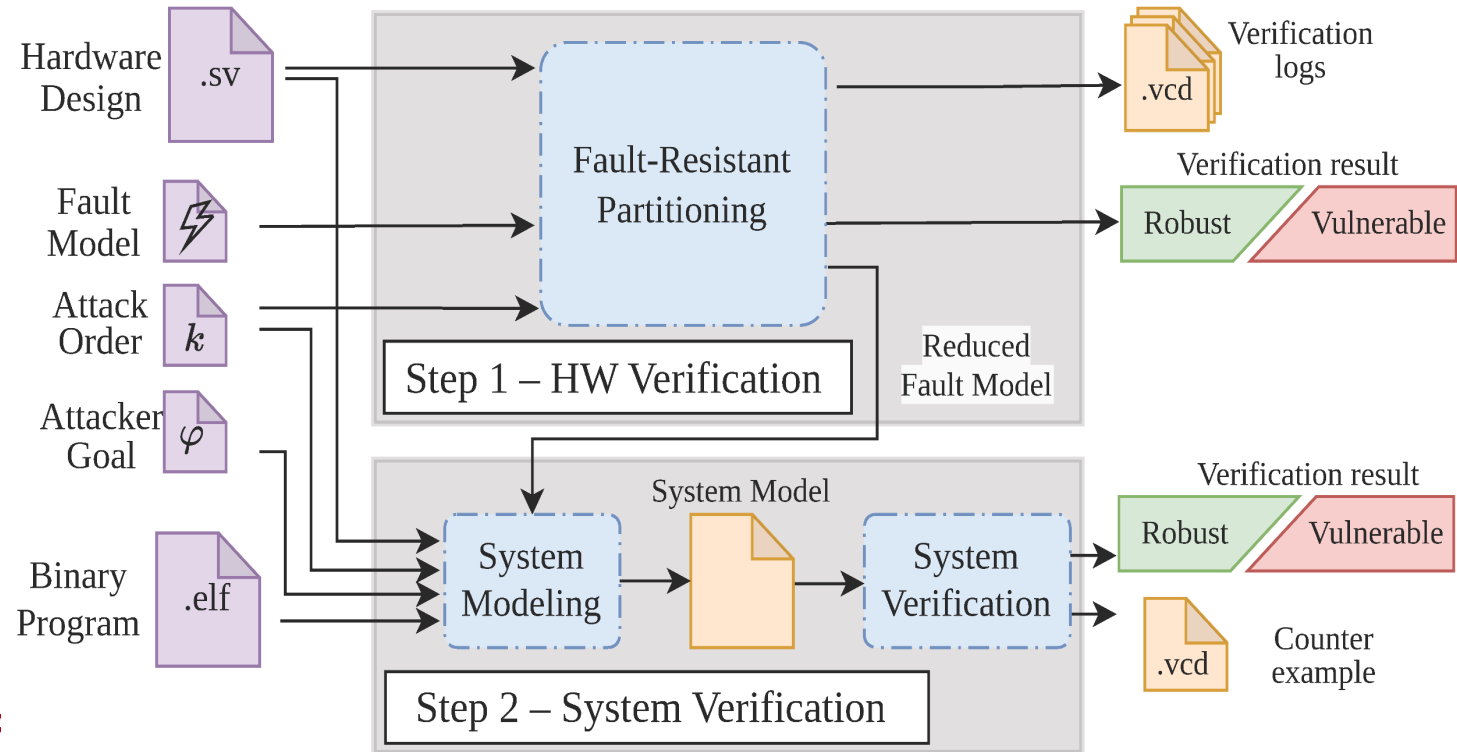 Hardware
Design
.sv
Fault
Model
Attack
Order
k
Attacker
Goal
φ
Binary
Program
.elf
Fault-Resistant
Partitioning
Step 1 – HW Verification
Reduced
Fault Model
.vcd
Verification
logs
Verification result
Robust
Vulnerable
System
Modeling
System Model
System
Verification
Step 2 – System Verification
Verification result
Robust
Vulnerable
.vcd
Counter
example